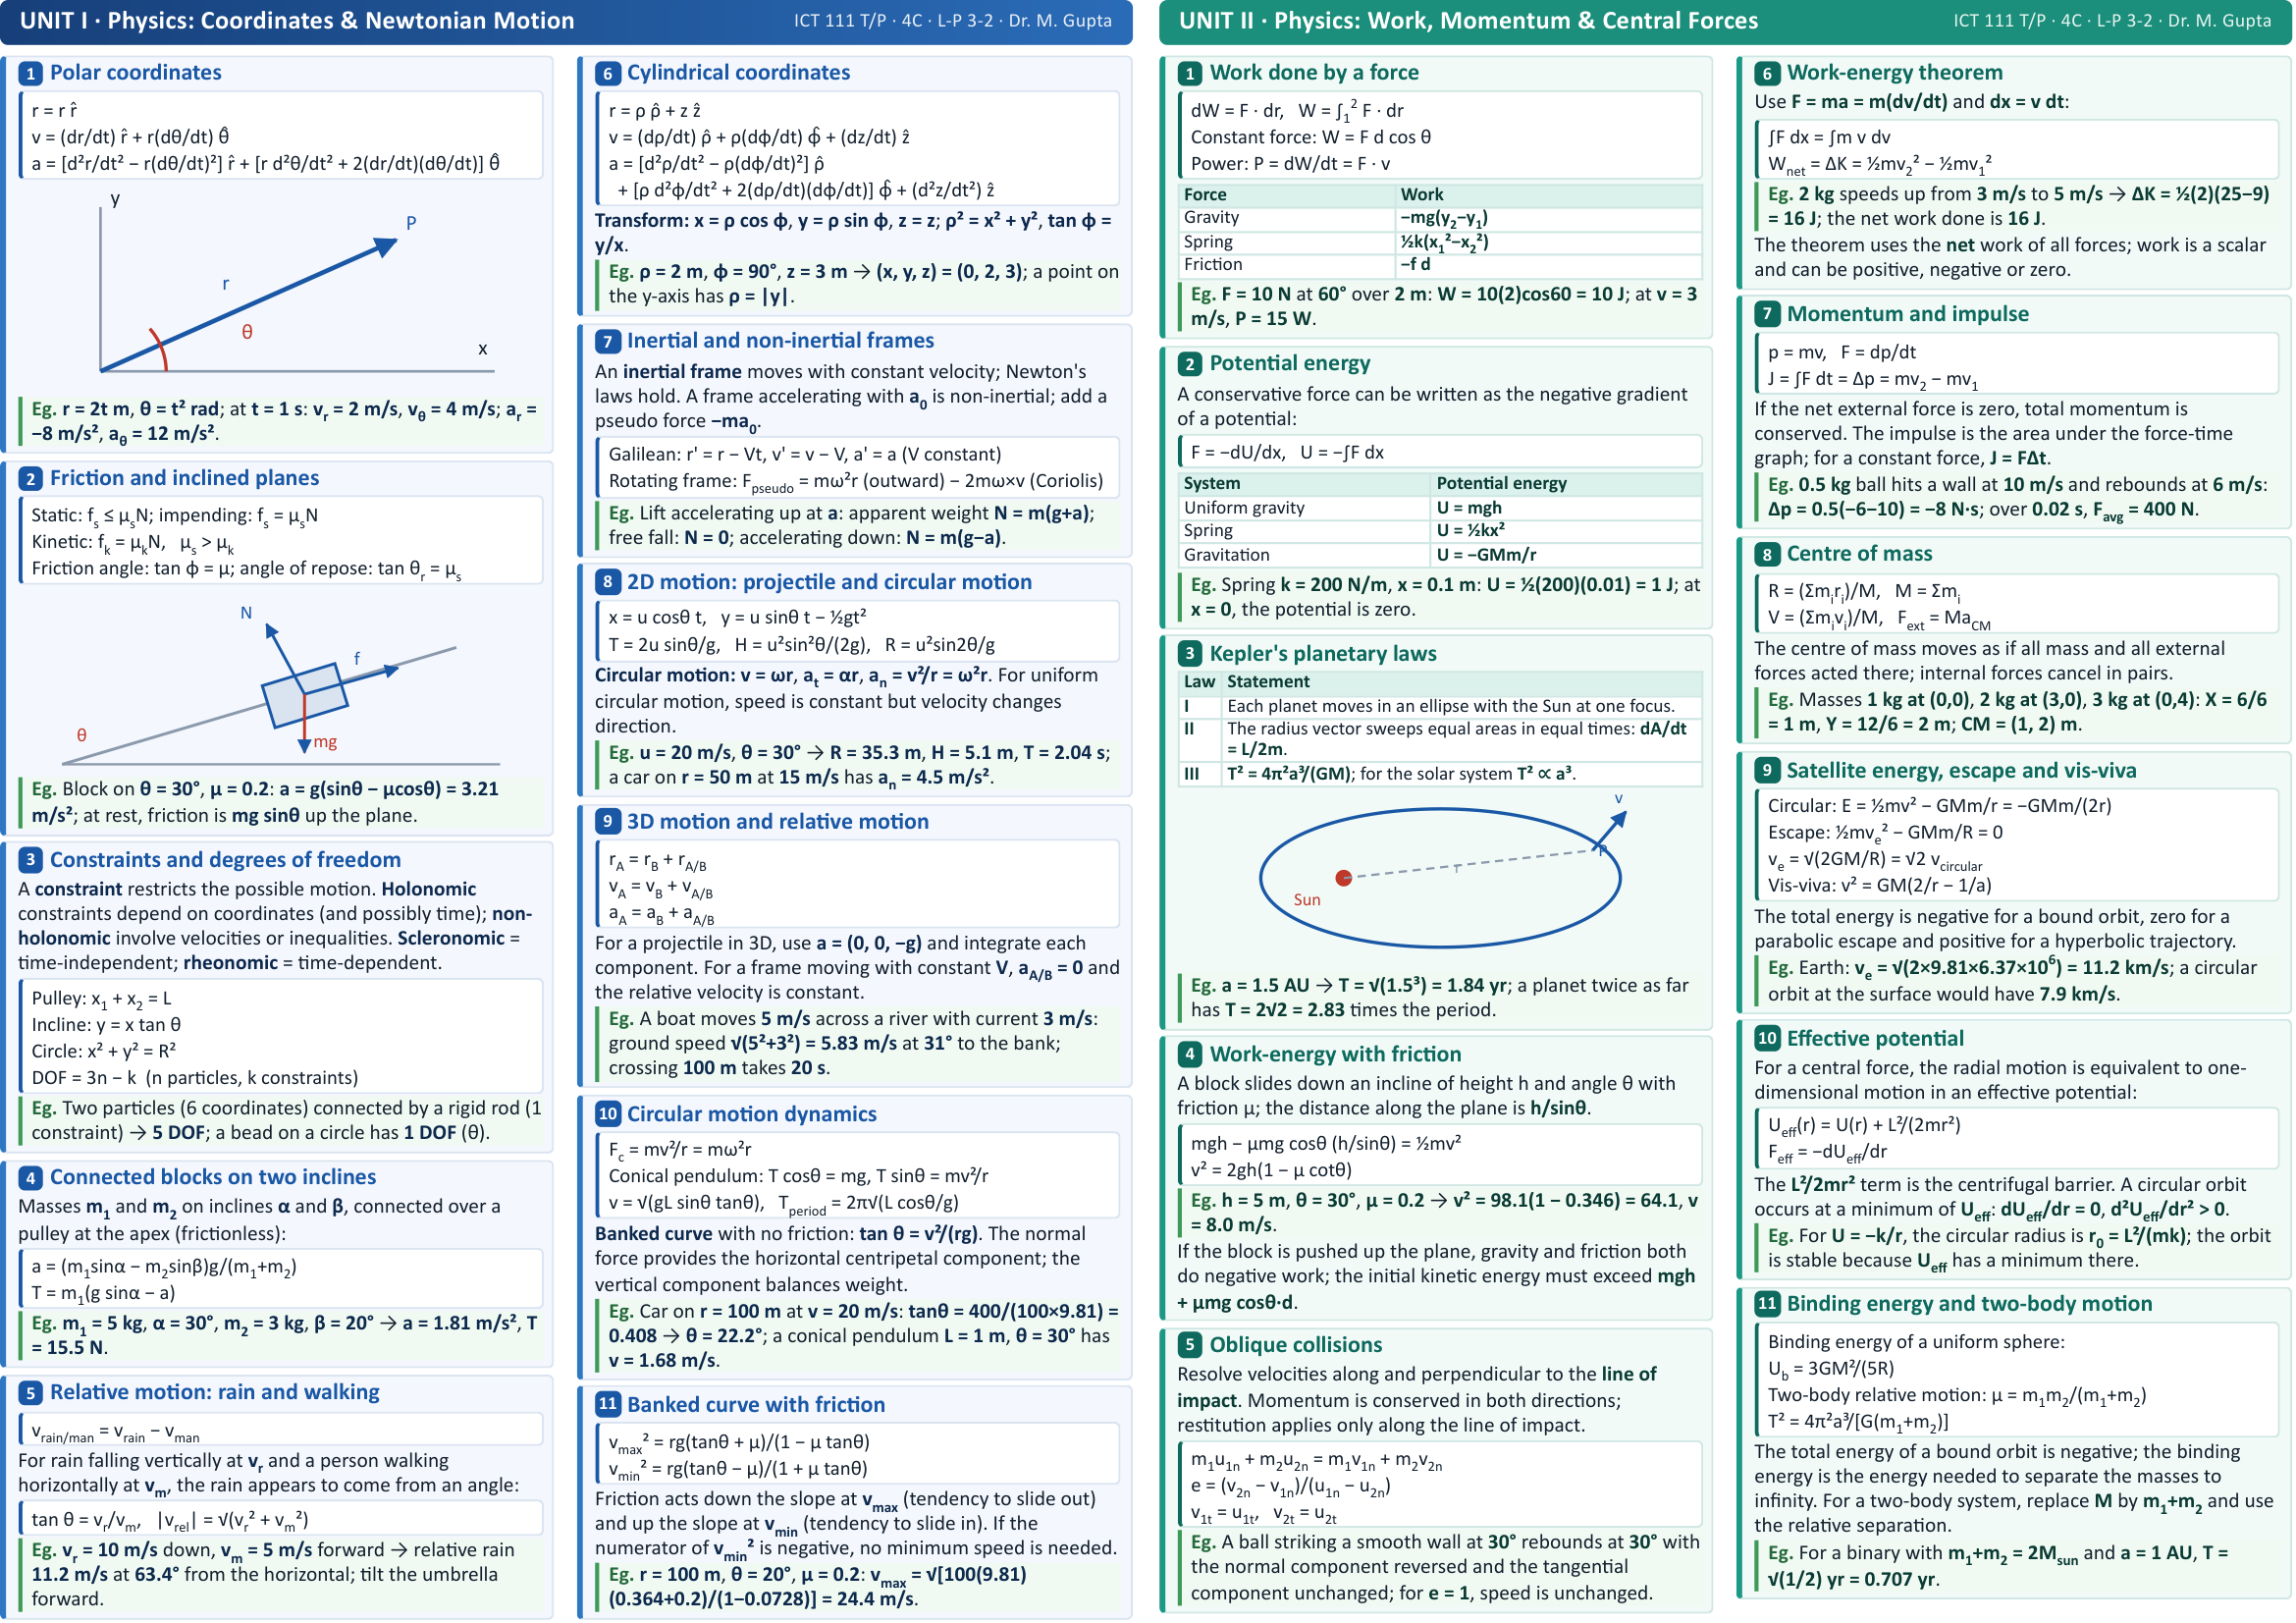 UNIT I · Physics: Coordinates & Newtonian Motion
ICT 111 T/P · 4C · L-P 3-2 · Dr. M. Gupta
1 Polar coordinates
r = r r̂
v = (dr/dt) r̂ + r(dθ/dt) θ̂
a = [d²r/dt² − r(dθ/dt)²] r̂ + [r d²θ/dt² + 2(dr/dt)(dθ/dt)] θ̂
y
P
r
θ
x
Eg. r = 2t m, θ = t² rad; at t = 1 s: vᵣ = 2 m/s, v_θ = 4 m/s; aᵣ =
−8 m/s², a_θ = 12 m/s².
2 Friction and inclined planes
Static: fₛ ≤ μₛN; impending: fₛ = μₛN
Kinetic: fₖ = μₖN, μₛ > μₖ
Friction angle: tan ϕ = μ; angle of repose: tan θᵣ = μₛ
N
f
θ
mg
Eg. Block on θ = 30°, μ = 0.2: a = g(sinθ − μcosθ) = 3.21
m/s²; at rest, friction is mg sinθ up the plane.
3 Constraints and degrees of freedom
A constraint restricts the possible motion. Holonomic
constraints depend on coordinates (and possibly time); non-
holonomic involve velocities or inequalities. Scleronomic =
time-independent; rheonomic = time-dependent.
Pulley: x₁ + x₂ = L
Incline: y = x tan θ
Circle: x² + y² = R²
DOF = 3n − k (n particles, k constraints)
Eg. Two particles (6 coordinates) connected by a rigid rod (1
constraint) → 5 DOF; a bead on a circle has 1 DOF (θ).
4 Connected blocks on two inclines
Masses m₁ and m₂ on inclines α and β, connected over a
pulley at the apex (frictionless):
a = (m₁sinα − m₂sinβ)g/(m₁+m₂)
T = m₁(g sinα − a)
Eg. m₁ = 5 kg, α = 30°, m₂ = 3 kg, β = 20° → a = 1.81 m/s², T
= 15.5 N.
5 Relative motion: rain and walking
v_rain/man = v_rain − v_man
For rain falling vertically at vᵣ and a person walking
horizontally at vₘ, the rain appears to come from an angle:
tan θ = vᵣ/vₘ, |v_rel| = √(vᵣ² + vₘ²)
Eg. vᵣ = 10 m/s down, vₘ = 5 m/s forward → relative rain
11.2 m/s at 63.4° from the horizontal; tilt the umbrella
forward.
6 Cylindrical coordinates
r = ρ ρ̂ + z ẑ
v = (dρ/dt) ρ̂ + ρ(dϕ/dt) ϕ̂ + (dz/dt) ẑ
a = [d²ρ/dt² − ρ(dϕ/dt)²] ρ̂
+ [ρ d²ϕ/dt² + 2(dρ/dt)(dϕ/dt)] ϕ̂ + (d²z/dt²) ẑ
Transform: x = ρ cos ϕ, y = ρ sin ϕ, z = z; ρ² = x² + y², tan ϕ =
y/x.
Eg. ρ = 2 m, ϕ = 90°, z = 3 m → (x, y, z) = (0, 2, 3); a point on
the y-axis has ρ = |y|.
7 Inertial and non-inertial frames
An inertial frame moves with constant velocity; Newton's
laws hold. A frame accelerating with a₀ is non-inertial; add a
pseudo force −ma₀.
Galilean: r' = r − Vt, v' = v − V, a' = a (V constant)
Rotating frame: F_pseudo = mω²r (outward) − 2mω×v (Coriolis)
Eg. Lift accelerating up at a: apparent weight N = m(g+a);
free fall: N = 0; accelerating down: N = m(g−a).
8 2D motion: projectile and circular motion
x = u cosθ t, y = u sinθ t − ½gt²
T = 2u sinθ/g, H = u²sin²θ/(2g), R = u²sin2θ/g
Circular motion: v = ωr, aₜ = αr, aₙ = v²/r = ω²r. For uniform
circular motion, speed is constant but velocity changes
direction.
Eg. u = 20 m/s, θ = 30° → R = 35.3 m, H = 5.1 m, T = 2.04 s;
a car on r = 50 m at 15 m/s has aₙ = 4.5 m/s².
9 3D motion and relative motion
r_A = r_B + r_A/B
v_A = v_B + v_A/B
a_A = a_B + a_A/B
For a projectile in 3D, use a = (0, 0, −g) and integrate each
component. For a frame moving with constant V, a_A/B = 0 and
the relative velocity is constant.
Eg. A boat moves 5 m/s across a river with current 3 m/s:
ground speed √(5²+3²) = 5.83 m/s at 31° to the bank;
crossing 100 m takes 20 s.
10 Circular motion dynamics
F_c = mv²/r = mω²r
Conical pendulum: T cosθ = mg, T sinθ = mv²/r
v = √(gL sinθ tanθ), T_period = 2π√(L cosθ/g)
Banked curve with no friction: tan θ = v²/(rg). The normal
force provides the horizontal centripetal component; the
vertical component balances weight.
Eg. Car on r = 100 m at v = 20 m/s: tanθ = 400/(100×9.81) =
0.408 → θ = 22.2°; a conical pendulum L = 1 m, θ = 30° has
v = 1.68 m/s.
11 Banked curve with friction
v_max² = rg(tanθ + μ)/(1 − μ tanθ)
v_min² = rg(tanθ − μ)/(1 + μ tanθ)
Friction acts down the slope at v_max (tendency to slide out)
and up the slope at v_min (tendency to slide in). If the
numerator of v_min² is negative, no minimum speed is needed.
Eg. r = 100 m, θ = 20°, μ = 0.2: v_max = √[100(9.81)
(0.364+0.2)/(1−0.0728)] = 24.4 m/s.
UNIT II · Physics: Work, Momentum & Central Forces
ICT 111 T/P · 4C · L-P 3-2 · Dr. M. Gupta
1 Work done by a force
dW = F · dr, W = ∫₁² F · dr
Constant force: W = F d cos θ
Power: P = dW/dt = F · v
Force Work
Gravity −mg(y₂−y₁)
Spring ½k(x₁²−x₂²)
Friction −f d
Eg. F = 10 N at 60° over 2 m: W = 10(2)cos60 = 10 J; at v = 3
m/s, P = 15 W.
2 Potential energy
A conservative force can be written as the negative gradient
of a potential:
F = −dU/dx, U = −∫F dx
System Potential energy
Uniform gravity U = mgh
Spring U = ½kx²
Gravitation U = −GMm/r
Eg. Spring k = 200 N/m, x = 0.1 m: U = ½(200)(0.01) = 1 J; at
x = 0, the potential is zero.
3 Kepler's planetary laws
Law Statement
I Each planet moves in an ellipse with the Sun at one focus.
II The radius vector sweeps equal areas in equal times: dA/dt
= L/2m.
III T² = 4π²a³/(GM); for the solar system T² ∝ a³.
v
P
r
Sun
Eg. a = 1.5 AU → T = √(1.5³) = 1.84 yr; a planet twice as far
has T = 2√2 = 2.83 times the period.
4 Work-energy with friction
A block slides down an incline of height h and angle θ with
friction μ; the distance along the plane is h/sinθ.
mgh − μmg cosθ (h/sinθ) = ½mv²
v² = 2gh(1 − μ cotθ)
Eg. h = 5 m, θ = 30°, μ = 0.2 → v² = 98.1(1 − 0.346) = 64.1, v
= 8.0 m/s.
If the block is pushed up the plane, gravity and friction both
do negative work; the initial kinetic energy must exceed mgh
+ μmg cosθ·d.
5 Oblique collisions
Resolve velocities along and perpendicular to the line of
impact. Momentum is conserved in both directions;
restitution applies only along the line of impact.
m₁u₁ₙ + m₂u₂ₙ = m₁v₁ₙ + m₂v₂ₙ
e = (v₂ₙ − v₁ₙ)/(u₁ₙ − u₂ₙ)
v₁ₜ = u₁ₜ, v₂ₜ = u₂ₜ
Eg. A ball striking a smooth wall at 30° rebounds at 30° with
the normal component reversed and the tangential
component unchanged; for e = 1, speed is unchanged.
6 Work-energy theorem
Use F = ma = m(dv/dt) and dx = v dt:
∫F dx = ∫m v dv
W_net = ΔK = ½mv₂² − ½mv₁²
Eg. 2 kg speeds up from 3 m/s to 5 m/s → ΔK = ½(2)(25−9)
= 16 J; the net work done is 16 J.
The theorem uses the net work of all forces; work is a scalar
and can be positive, negative or zero.
7 Momentum and impulse
p = mv, F = dp/dt
J = ∫F dt = Δp = mv₂ − mv₁
If the net external force is zero, total momentum is
conserved. The impulse is the area under the force-time
graph; for a constant force, J = FΔt.
Eg. 0.5 kg ball hits a wall at 10 m/s and rebounds at 6 m/s:
Δp = 0.5(−6−10) = −8 N·s; over 0.02 s, F_avg = 400 N.
8 Centre of mass
R = (Σmᵢrᵢ)/M, M = Σmᵢ
V = (Σmᵢvᵢ)/M, F_ext = Ma_CM
The centre of mass moves as if all mass and all external
forces acted there; internal forces cancel in pairs.
Eg. Masses 1 kg at (0,0), 2 kg at (3,0), 3 kg at (0,4): X = 6/6
= 1 m, Y = 12/6 = 2 m; CM = (1, 2) m.
9 Satellite energy, escape and vis-viva
Circular: E = ½mv² − GMm/r = −GMm/(2r)
Escape: ½mvₑ² − GMm/R = 0
vₑ = √(2GM/R) = √2 v_circular
Vis-viva: v² = GM(2/r − 1/a)
The total energy is negative for a bound orbit, zero for a
parabolic escape and positive for a hyperbolic trajectory.
Eg. Earth: vₑ = √(2×9.81×6.37×10⁶) = 11.2 km/s; a circular
orbit at the surface would have 7.9 km/s.
10 Effective potential
For a central force, the radial motion is equivalent to one-
dimensional motion in an effective potential:
U_eff(r) = U(r) + L²/(2mr²)
F_eff = −dU_eff/dr
The L²/2mr² term is the centrifugal barrier. A circular orbit
occurs at a minimum of U_eff: dU_eff/dr = 0, d²U_eff/dr² > 0.
Eg. For U = −k/r, the circular radius is r₀ = L²/(mk); the orbit
is stable because U_eff has a minimum there.
11 Binding energy and two-body motion
Binding energy of a uniform sphere:
U_b = 3GM²/(5R)
Two-body relative motion: μ = m₁m₂/(m₁+m₂)
T² = 4π²a³/[G(m₁+m₂)]
The total energy of a bound orbit is negative; the binding
energy is the energy needed to separate the masses to
infinity. For a two-body system, replace M by m₁+m₂ and use
the relative separation.
Eg. For a binary with m₁+m₂ = 2M_sun and a = 1 AU, T =
√(1/2) yr = 0.707 yr.